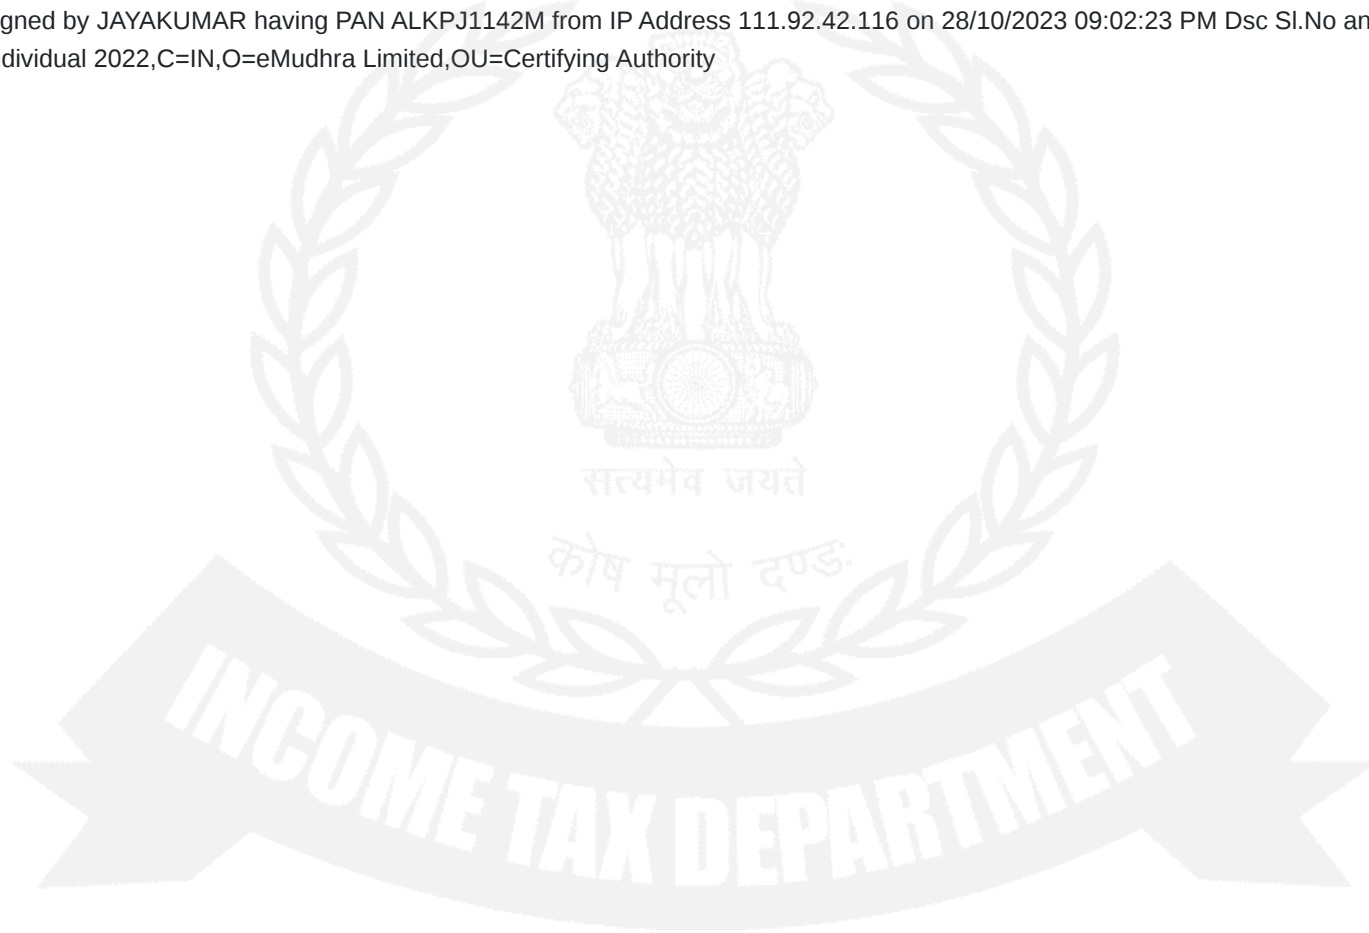 gned by JAYAKUMAR having PAN ALKPJ1142M from IP Address 111.92.42.116 on 28/10/2023 09:02:23 PM Dsc Sl.No an
dividual 2022,C=IN,O=eMudhra Limited,OU=Certifying Authority
सत्यमेव जयते
कोष मूलो दण्डः
INCOME TAX DEPARTMENT